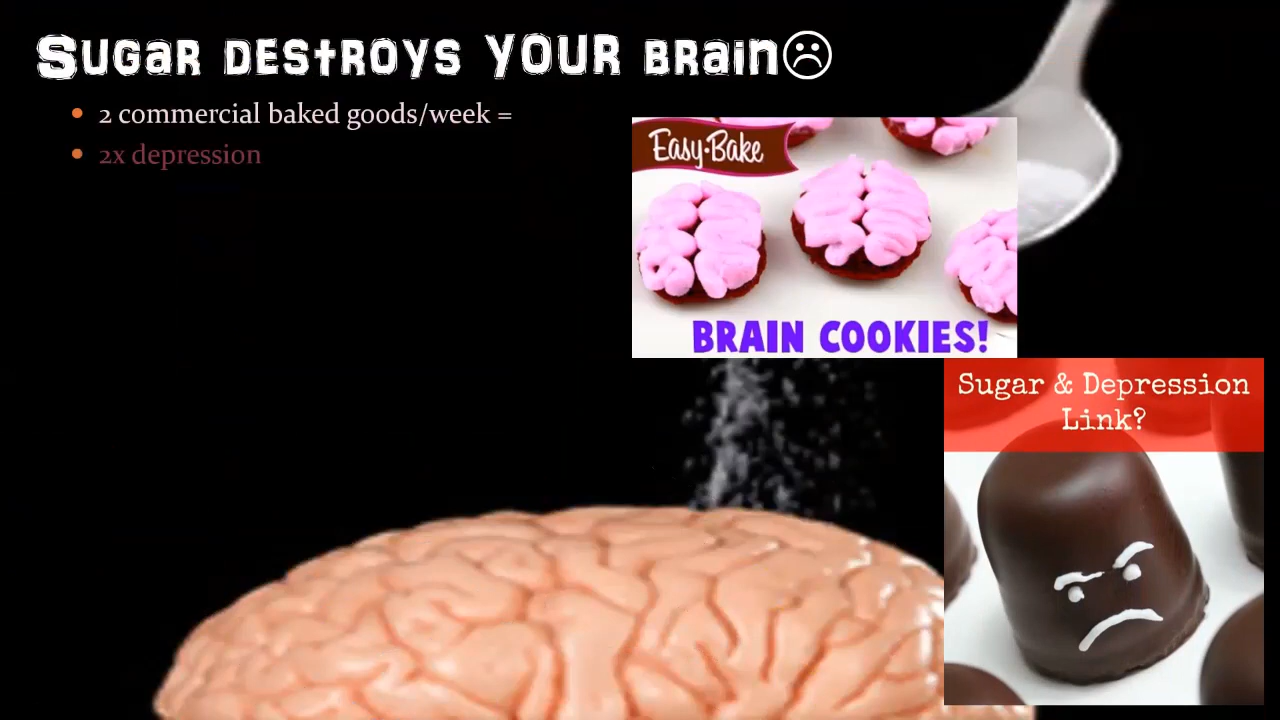 Sugar destroys YOUR brain☹
• 2 commercial baked goods/week =
• 2x depression
Easy-Bake
BRAIN COOKIES!
Sugar & Depression
Link?